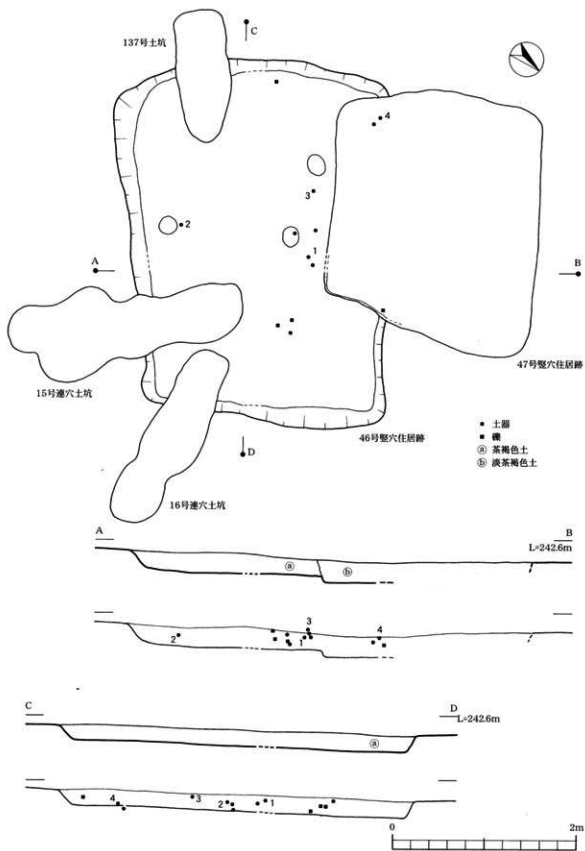 137号土坑
C
4
3
2
1
A
B
47号竪穴住居跡
15号連穴土坑
● 土器
■ 礫
ⓐ 茶褐色土
ⓑ 淡茶褐色土
46号竪穴住居跡
D
16号連穴土坑
A
B
L=242.6m
ⓐ
ⓑ
3
4
2
1
C
D
L=242.6m
ⓐ
4
3
2
1
0
2m